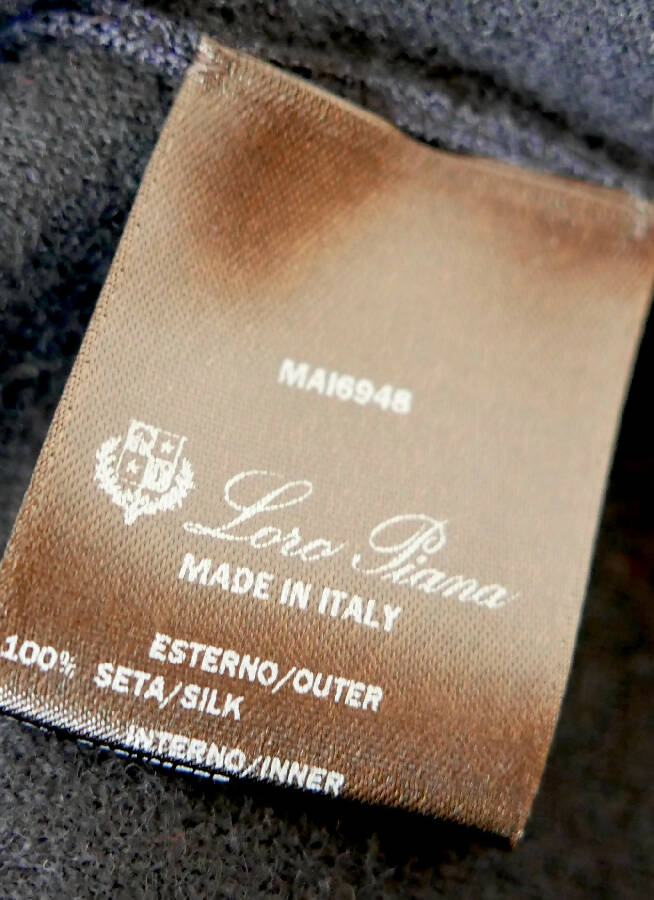 MAI6948
Loro Piana
MADE IN ITALY
ESTERNO/OUTER
100% SETA/SILK
INTERNO/INNER